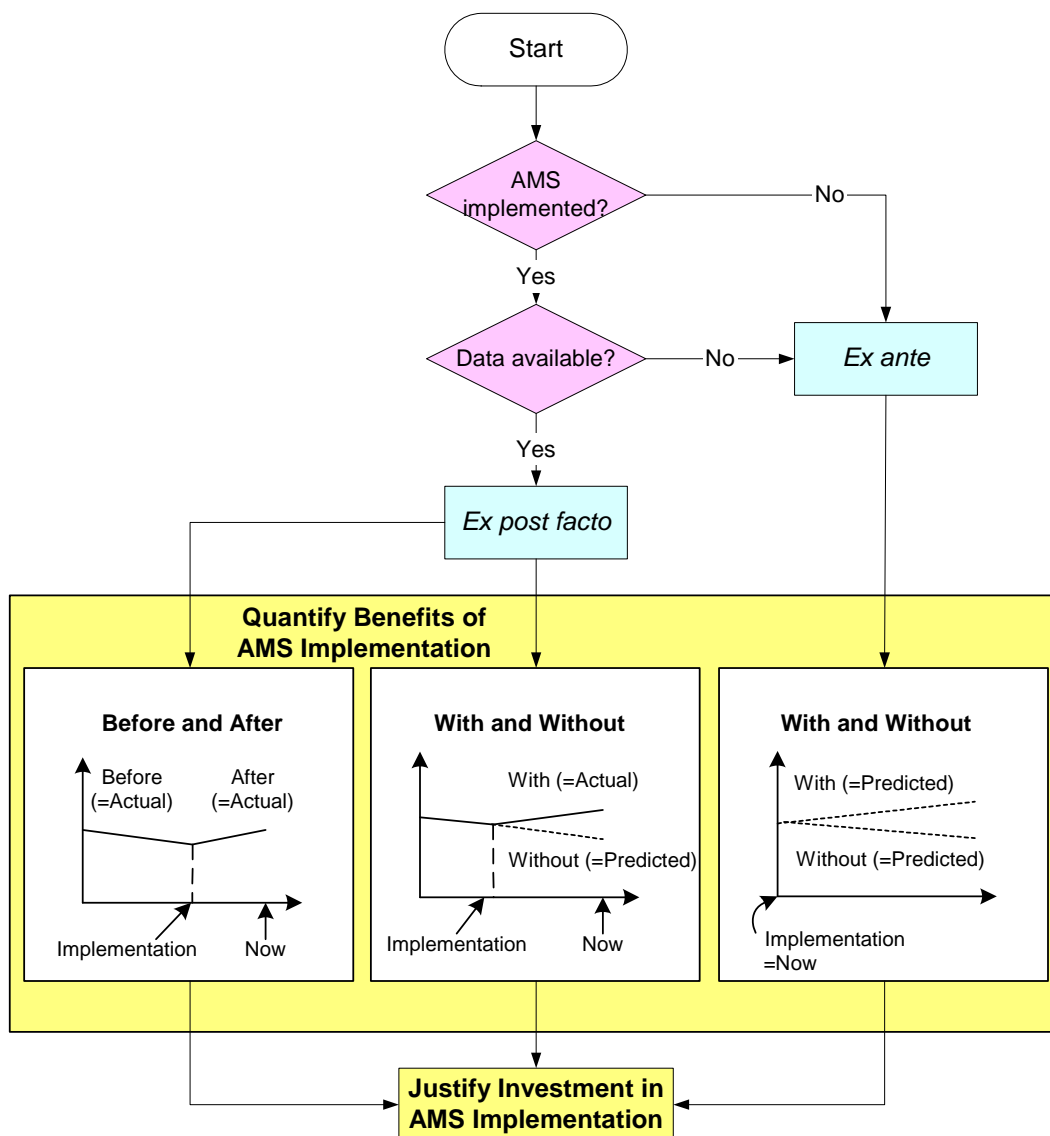 Start
AMS
implemented?
No
Yes
Data available?
No
Ex ante
Yes
Ex post facto
Quantify Benefits of
AMS Implementation
Before and After
Before
(=Actual)
After
(=Actual)
Implementation
Now
With and Without
With (=Actual)
Without (=Predicted)
Implementation
Now
With and Without
With (=Predicted)
Without (=Predicted)
Implementation
=Now
Justify Investment in
AMS Implementation